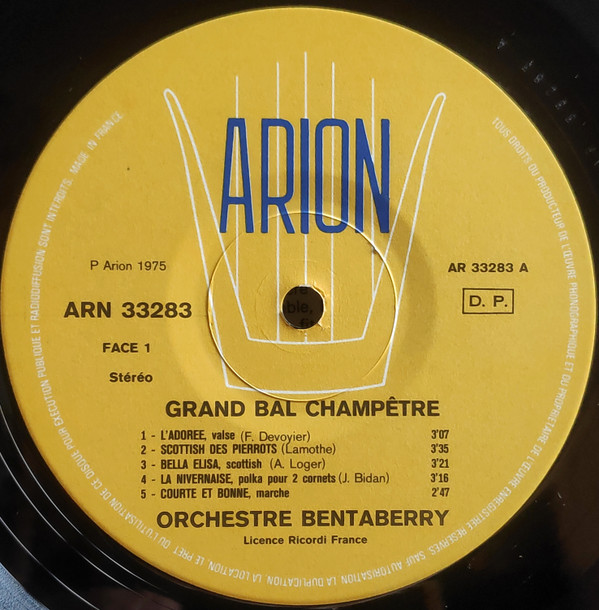 ARION
P Arion 1975
AR 33283 A
ARN 33283
D. P.
FACE 1
Stéréo
GRAND BAL CHAMPÊTRE
1 - L'ADOREE, valse (F. Devoyier) 3'07
2 - SCOTTISH DES PIERROTS (Lamothe) 3'35
3 - BELLA ELISA, scottish (A. Loger) 3'21
4 - LA NIVERNAISE, polka pour 2 cornets (J. Bidan) 3'16
5 - COURTE ET BONNE, marche 2'47
ORCHESTRE BENTABERRY
Licence Ricordi France
TOUS DROITS DU PRODUCTEUR DE L'ŒUVRE PHONOGRAPHIQUE ET DU PROPRIETAIRE DE L'ŒUVRE ENREGISTREE RESERVES SAUF AUTORISATION LA DUPLICATION LA LOCATION LE PRET OU L'UTILISATION DE CE DISQUE POUR EXECUTION PUBLIQUE ET RADIODIFFUSION SONT INTERDITS. MADE IN FRANCE